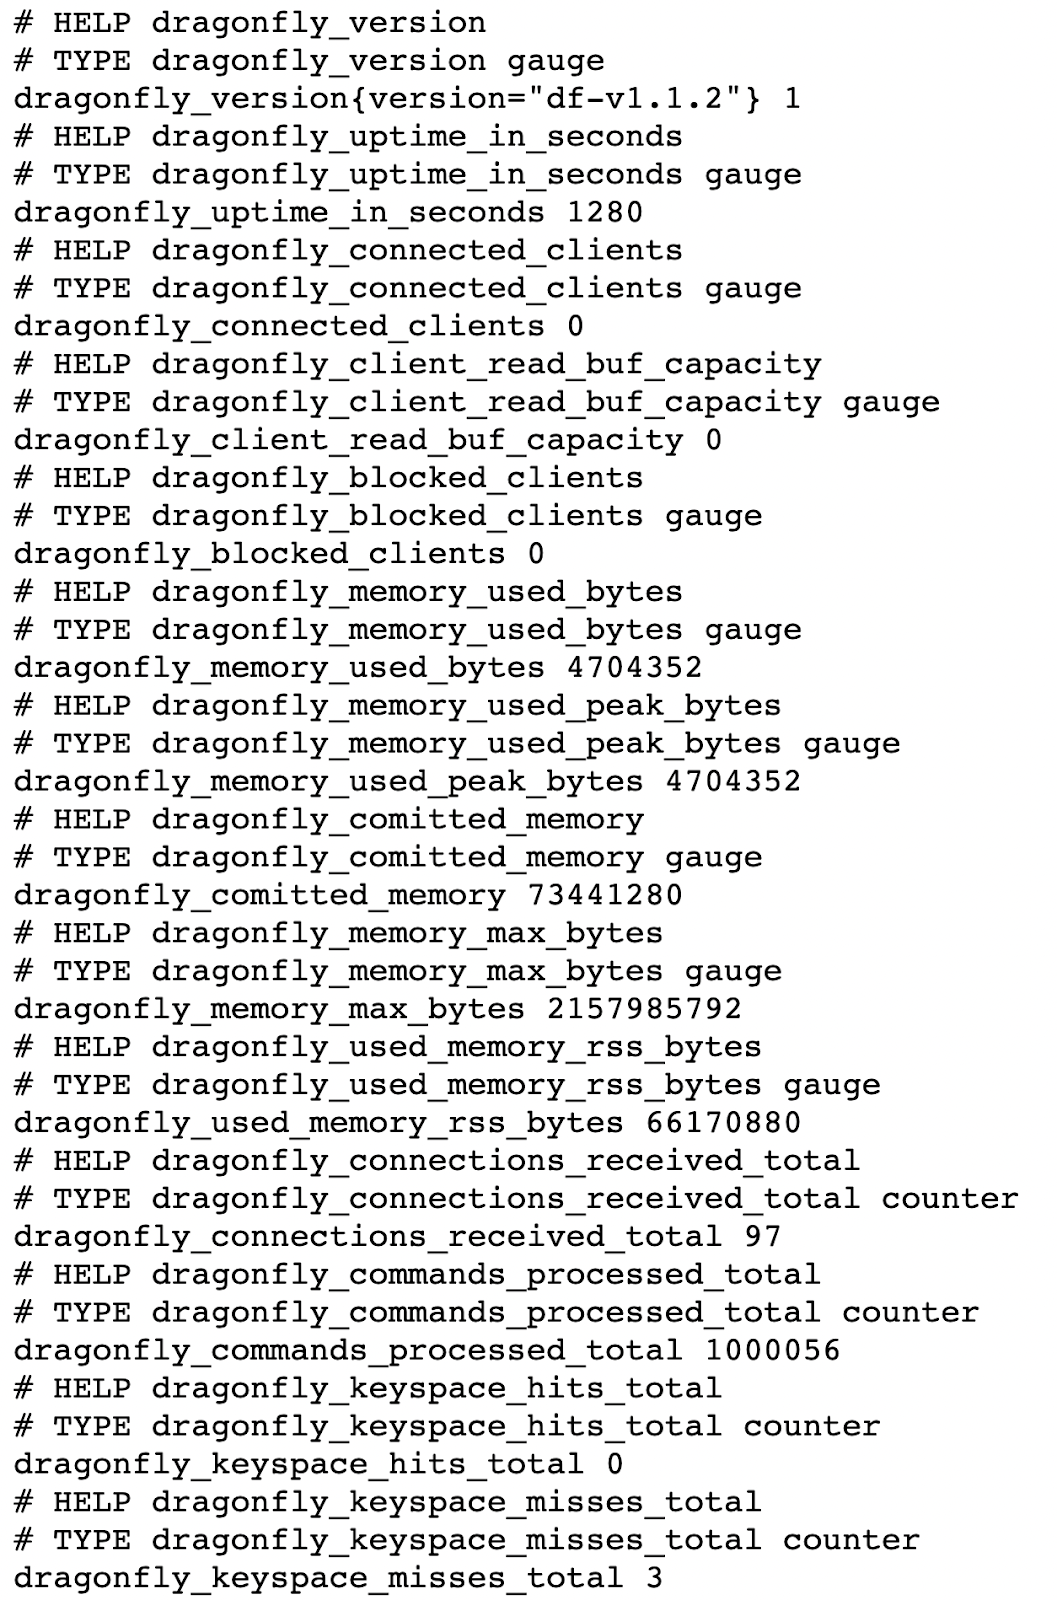 # HELP dragonfly_version
# TYPE dragonfly_version gauge
dragonfly_version{version="df-v1.1.2"} 1
# HELP dragonfly_uptime_in_seconds
# TYPE dragonfly_uptime_in_seconds gauge
dragonfly_uptime_in_seconds 1280
# HELP dragonfly_connected_clients
# TYPE dragonfly_connected_clients gauge
dragonfly_connected_clients 0
# HELP dragonfly_client_read_buf_capacity
# TYPE dragonfly_client_read_buf_capacity gauge
dragonfly_client_read_buf_capacity 0
# HELP dragonfly_blocked_clients
# TYPE dragonfly_blocked_clients gauge
dragonfly_blocked_clients 0
# HELP dragonfly_memory_used_bytes
# TYPE dragonfly_memory_used_bytes gauge
dragonfly_memory_used_bytes 4704352
# HELP dragonfly_memory_used_peak_bytes
# TYPE dragonfly_memory_used_peak_bytes gauge
dragonfly_memory_used_peak_bytes 4704352
# HELP dragonfly_comitted_memory
# TYPE dragonfly_comitted_memory gauge
dragonfly_comitted_memory 73441280
# HELP dragonfly_memory_max_bytes
# TYPE dragonfly_memory_max_bytes gauge
dragonfly_memory_max_bytes 2157985792
# HELP dragonfly_used_memory_rss_bytes
# TYPE dragonfly_used_memory_rss_bytes gauge
dragonfly_used_memory_rss_bytes 66170880
# HELP dragonfly_connections_received_total
# TYPE dragonfly_connections_received_total counter
dragonfly_connections_received_total 97
# HELP dragonfly_commands_processed_total
# TYPE dragonfly_commands_processed_total counter
dragonfly_commands_processed_total 1000056
# HELP dragonfly_keyspace_hits_total
# TYPE dragonfly_keyspace_hits_total counter
dragonfly_keyspace_hits_total 0
# HELP dragonfly_keyspace_misses_total
# TYPE dragonfly_keyspace_misses_total counter
dragonfly_keyspace_misses_total 3